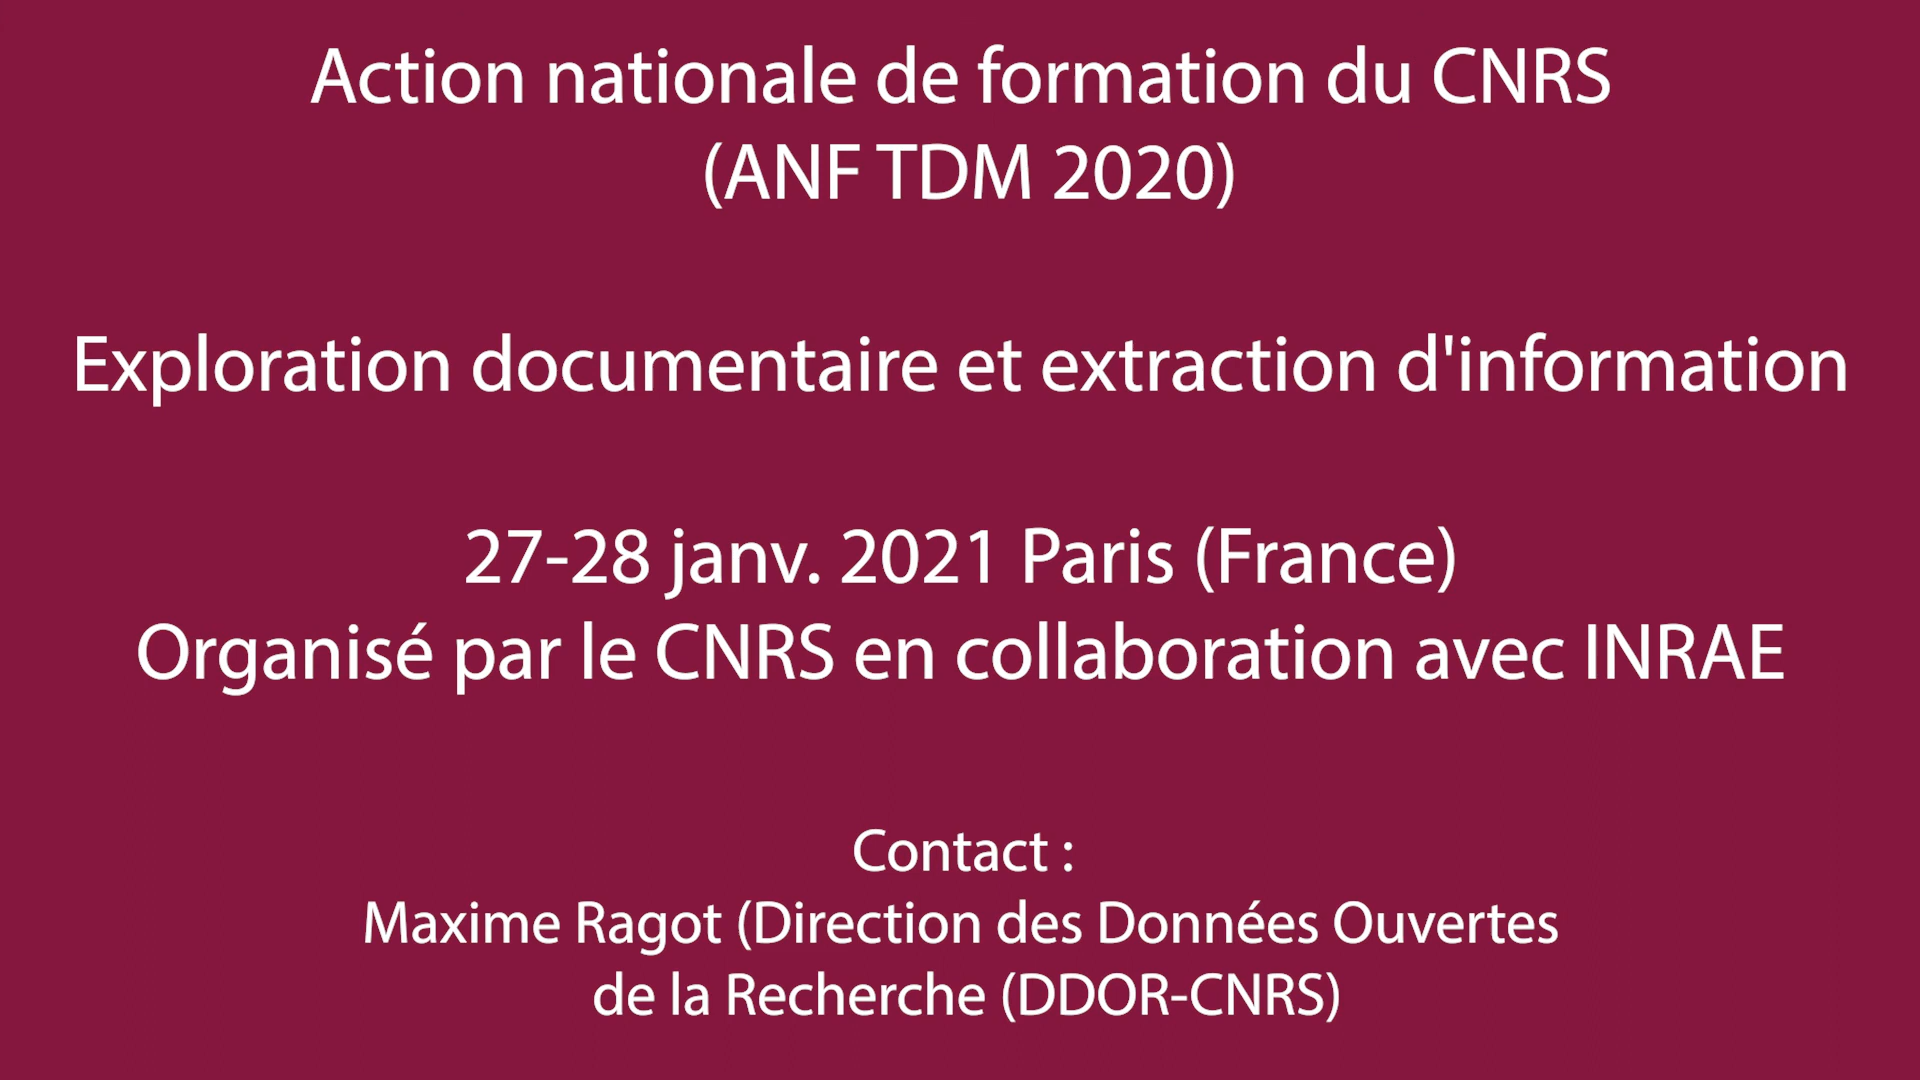 Action nationale de formation du CNRS
(ANF TDM 2020)
Exploration documentaire et extraction d'information
27-28 janv. 2021 Paris (France)
Organisé par le CNRS en collaboration avec INRAE
Contact :
Maxime Ragot (Direction des Données Ouvertes
de la Recherche (DDOR-CNRS)